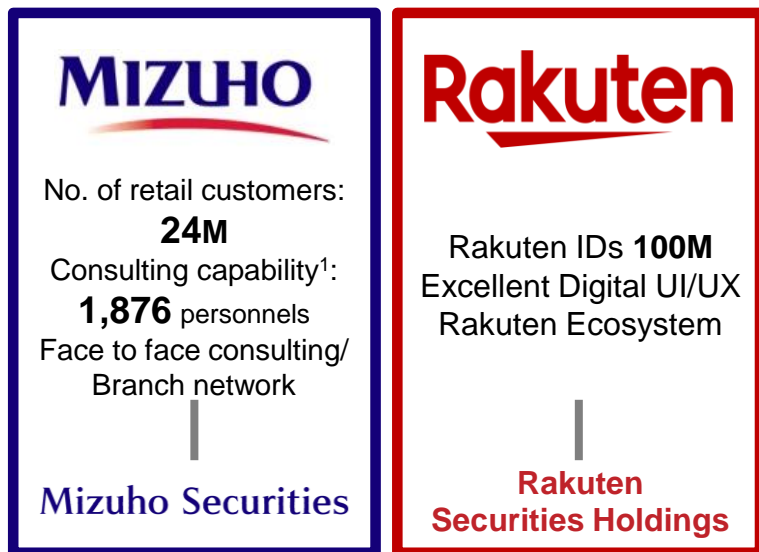 MIZUHO
No. of retail customers:
24M
Consulting capability1:
1,876 personnels
Face to face consulting/
Branch network
Mizuho Securities
Rakuten
Rakuten IDs 100M
Excellent Digital UI/UX
Rakuten Ecosystem
Rakuten
Securities Holdings